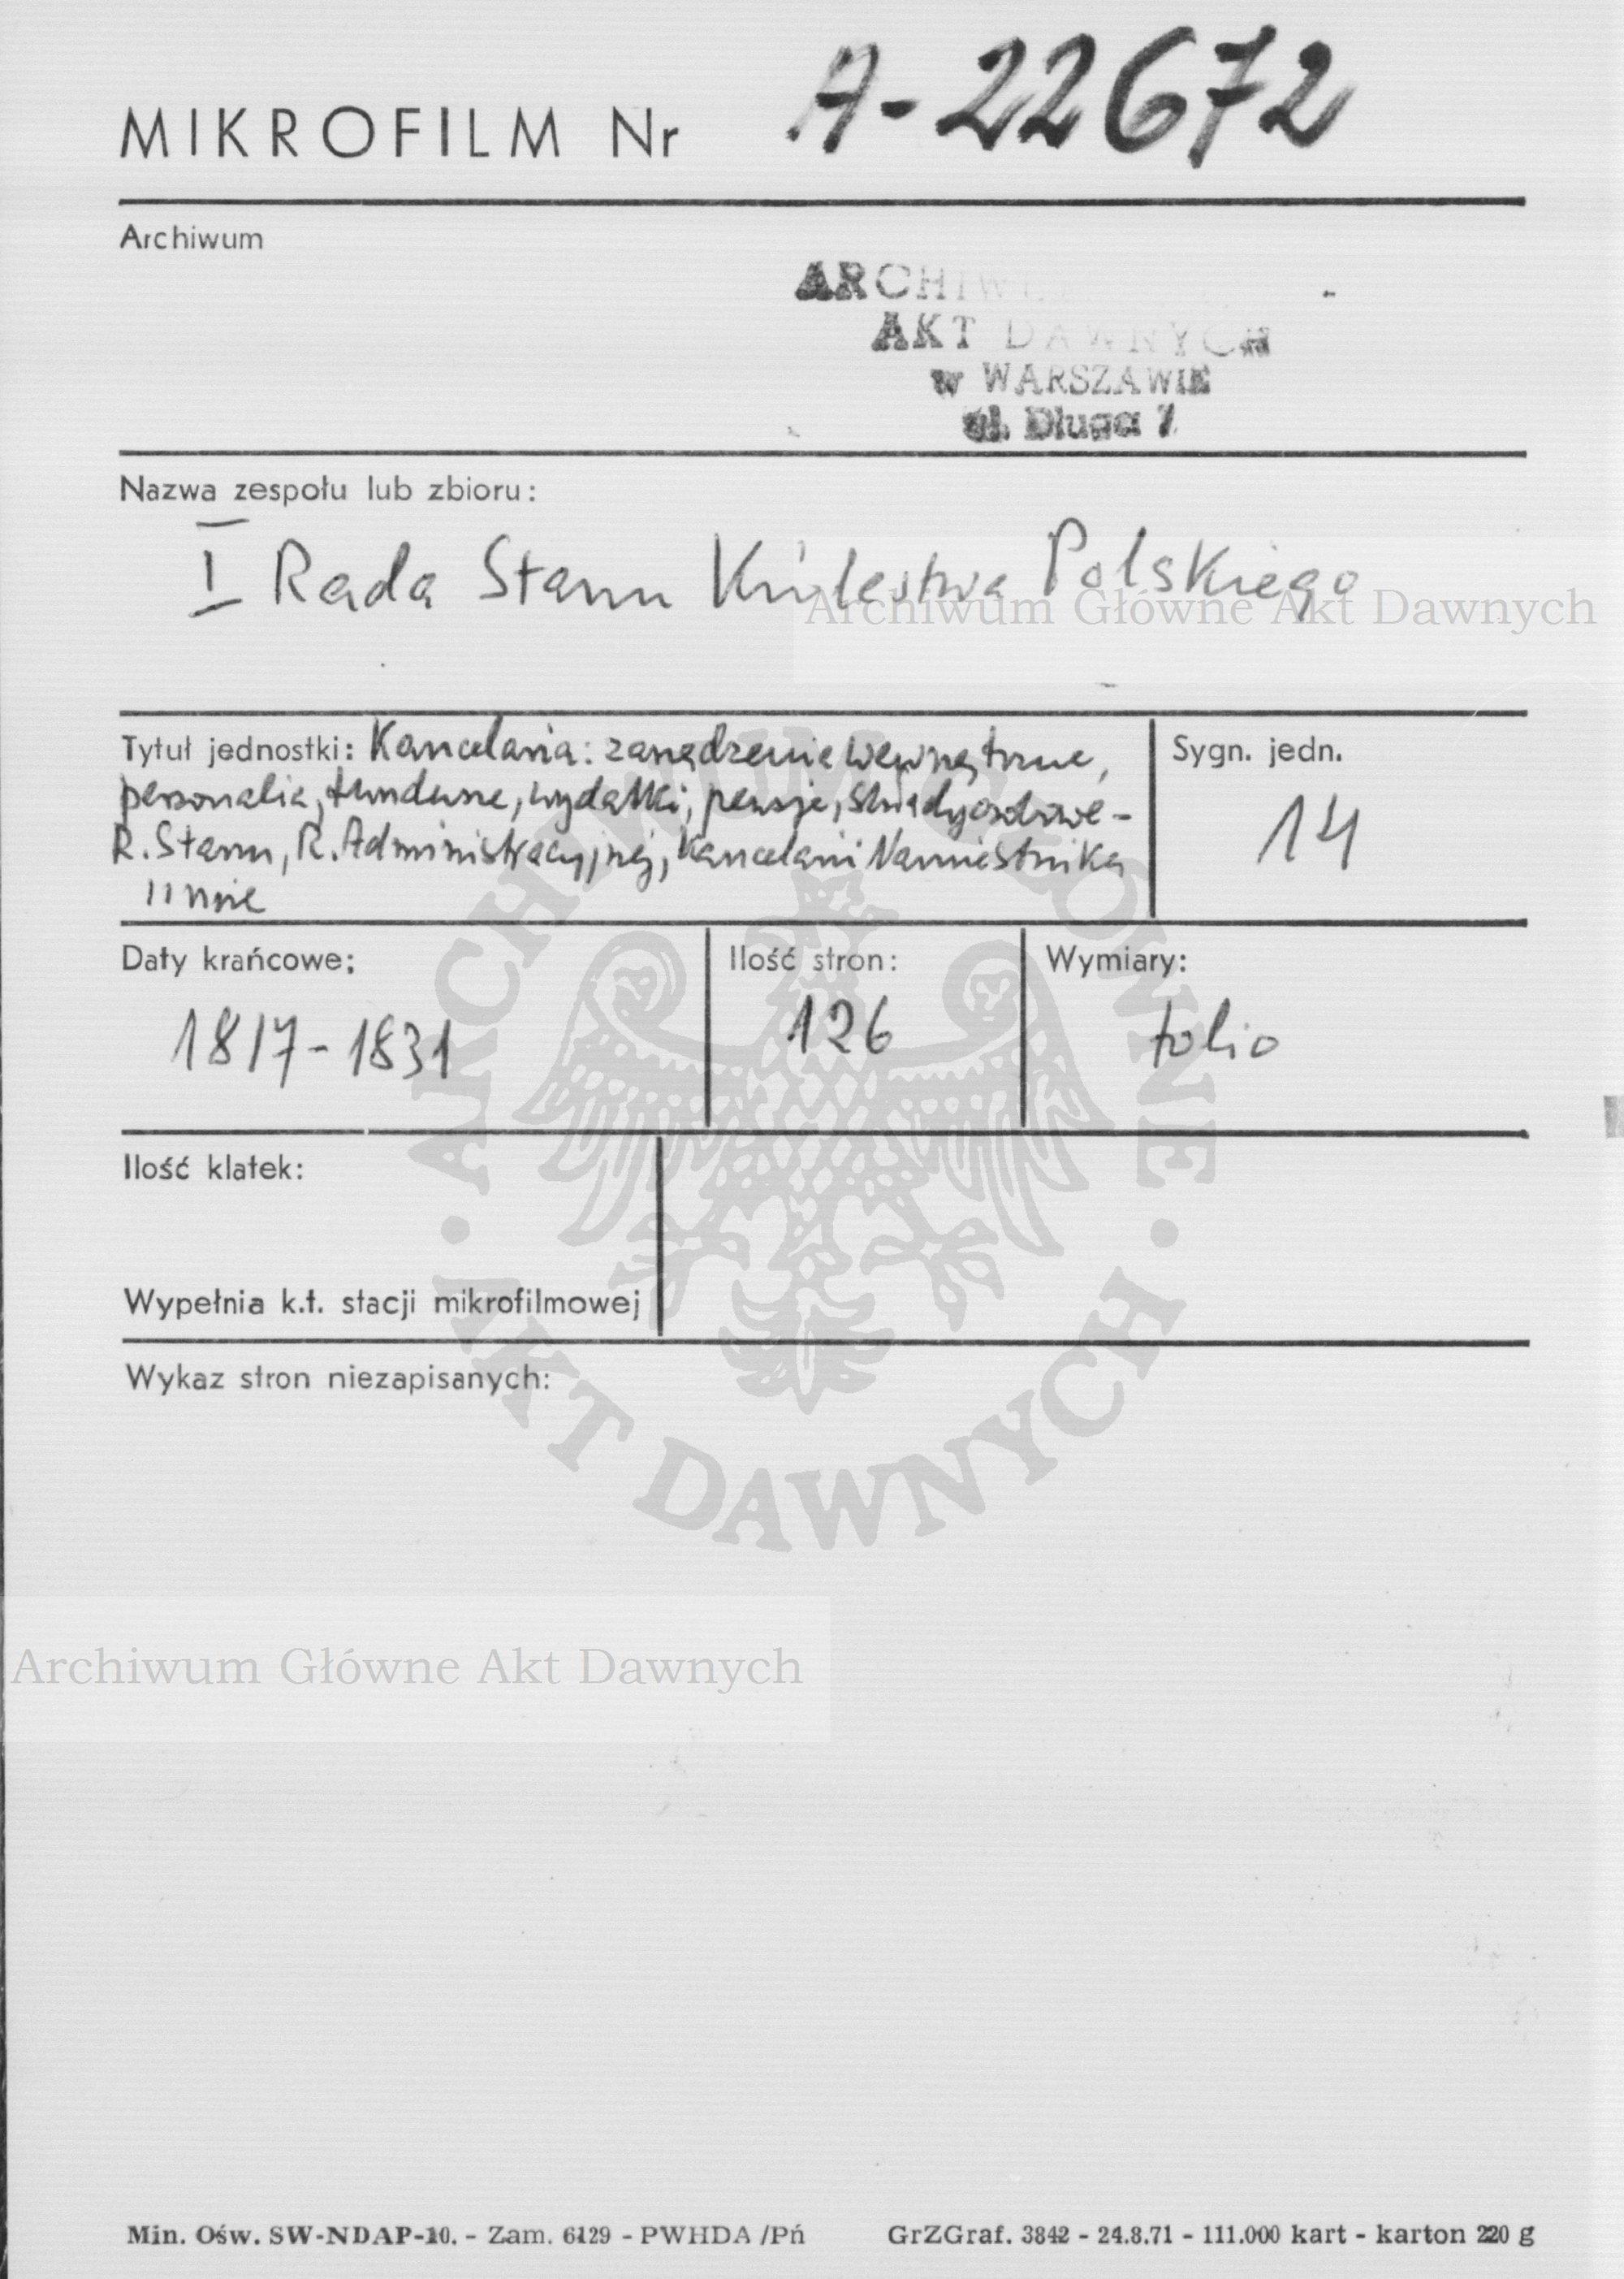 MIKROFILM Nr A-22672
Archiwum
ARCHIWUM
AKT DAWNYCH
w WARSZAWIE
ul. Długa 7
Nazwa zespołu lub zbioru:
I Rada Stanu Królestwa Polskiego
Archiwum Główne Akt Dawnych
Tytuł jednostki: Kancelaria: zarządzenia wewnętrzne,
personalia, fundusze, wydatki, pensje, składy osobowe -
R. Stanu, R. Administracyjnej, Kancelarii Namiestnika
i inne
Sygn. jedn.
14
Daty krańcowe:
1817-1831
Ilość stron:
126
Wymiary:
folio
Ilość klatek:
Wypełnia k.t. stacji mikrofilmowej
Wykaz stron niezapisanych:
ARCHIWUM GŁÓWNE
AKT DAWNYCH
Archiwum Główne Akt Dawnych
Min. Ośw. SW-NDAP-10. - Zam. 6129 - PWHDA /Pń GrZGraf. 3842 - 24.8.71 - 111.000 kart - karton 220 g